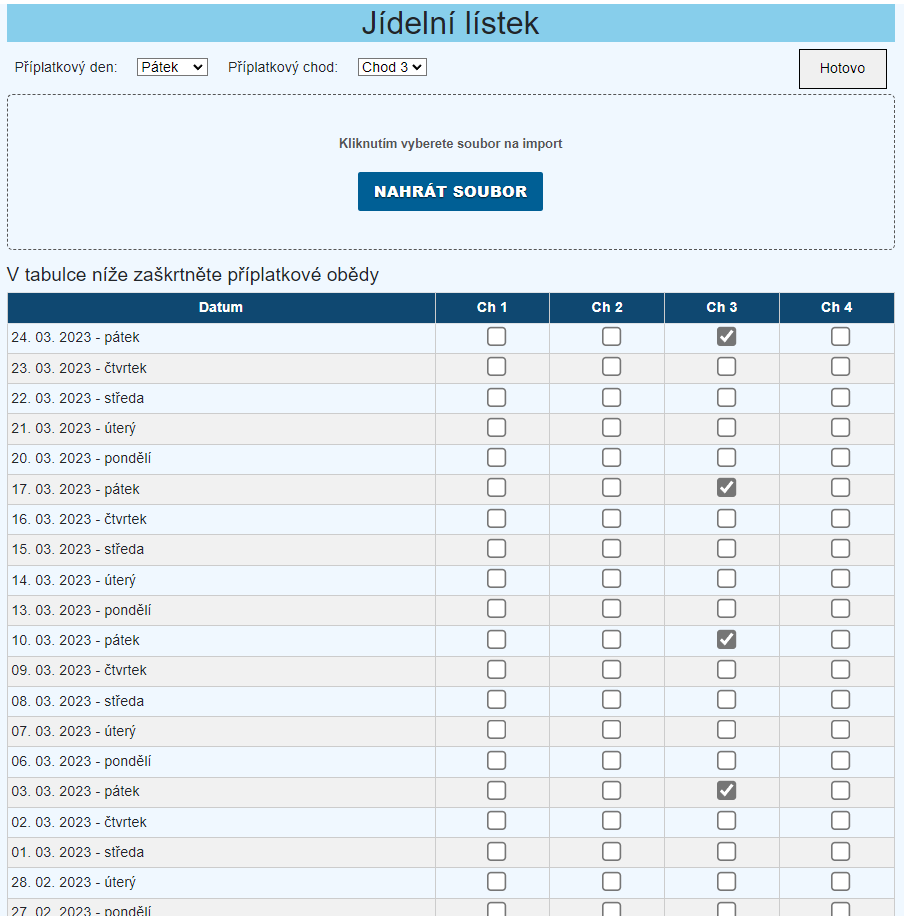 Jídelní lístek
Příplatkový den: Pátek Příplatkový chod: Chod 3 Hotovo
Kliknutím vyberete soubor na import
NAHRÁT SOUBOR
V tabulce níže zaškrtněte příplatkové obědy
Datum Ch 1 Ch 2 Ch 3 Ch 4
24. 03. 2023 - pátek
23. 03. 2023 - čtvrtek
22. 03. 2023 - středa
21. 03. 2023 - úterý
20. 03. 2023 - pondělí
17. 03. 2023 - pátek
16. 03. 2023 - čtvrtek
15. 03. 2023 - středa
14. 03. 2023 - úterý
13. 03. 2023 - pondělí
10. 03. 2023 - pátek
09. 03. 2023 - čtvrtek
08. 03. 2023 - středa
07. 03. 2023 - úterý
06. 03. 2023 - pondělí
03. 03. 2023 - pátek
02. 03. 2023 - čtvrtek
01. 03. 2023 - středa
28. 02. 2023 - úterý
27. 02. 2023 - pondělí